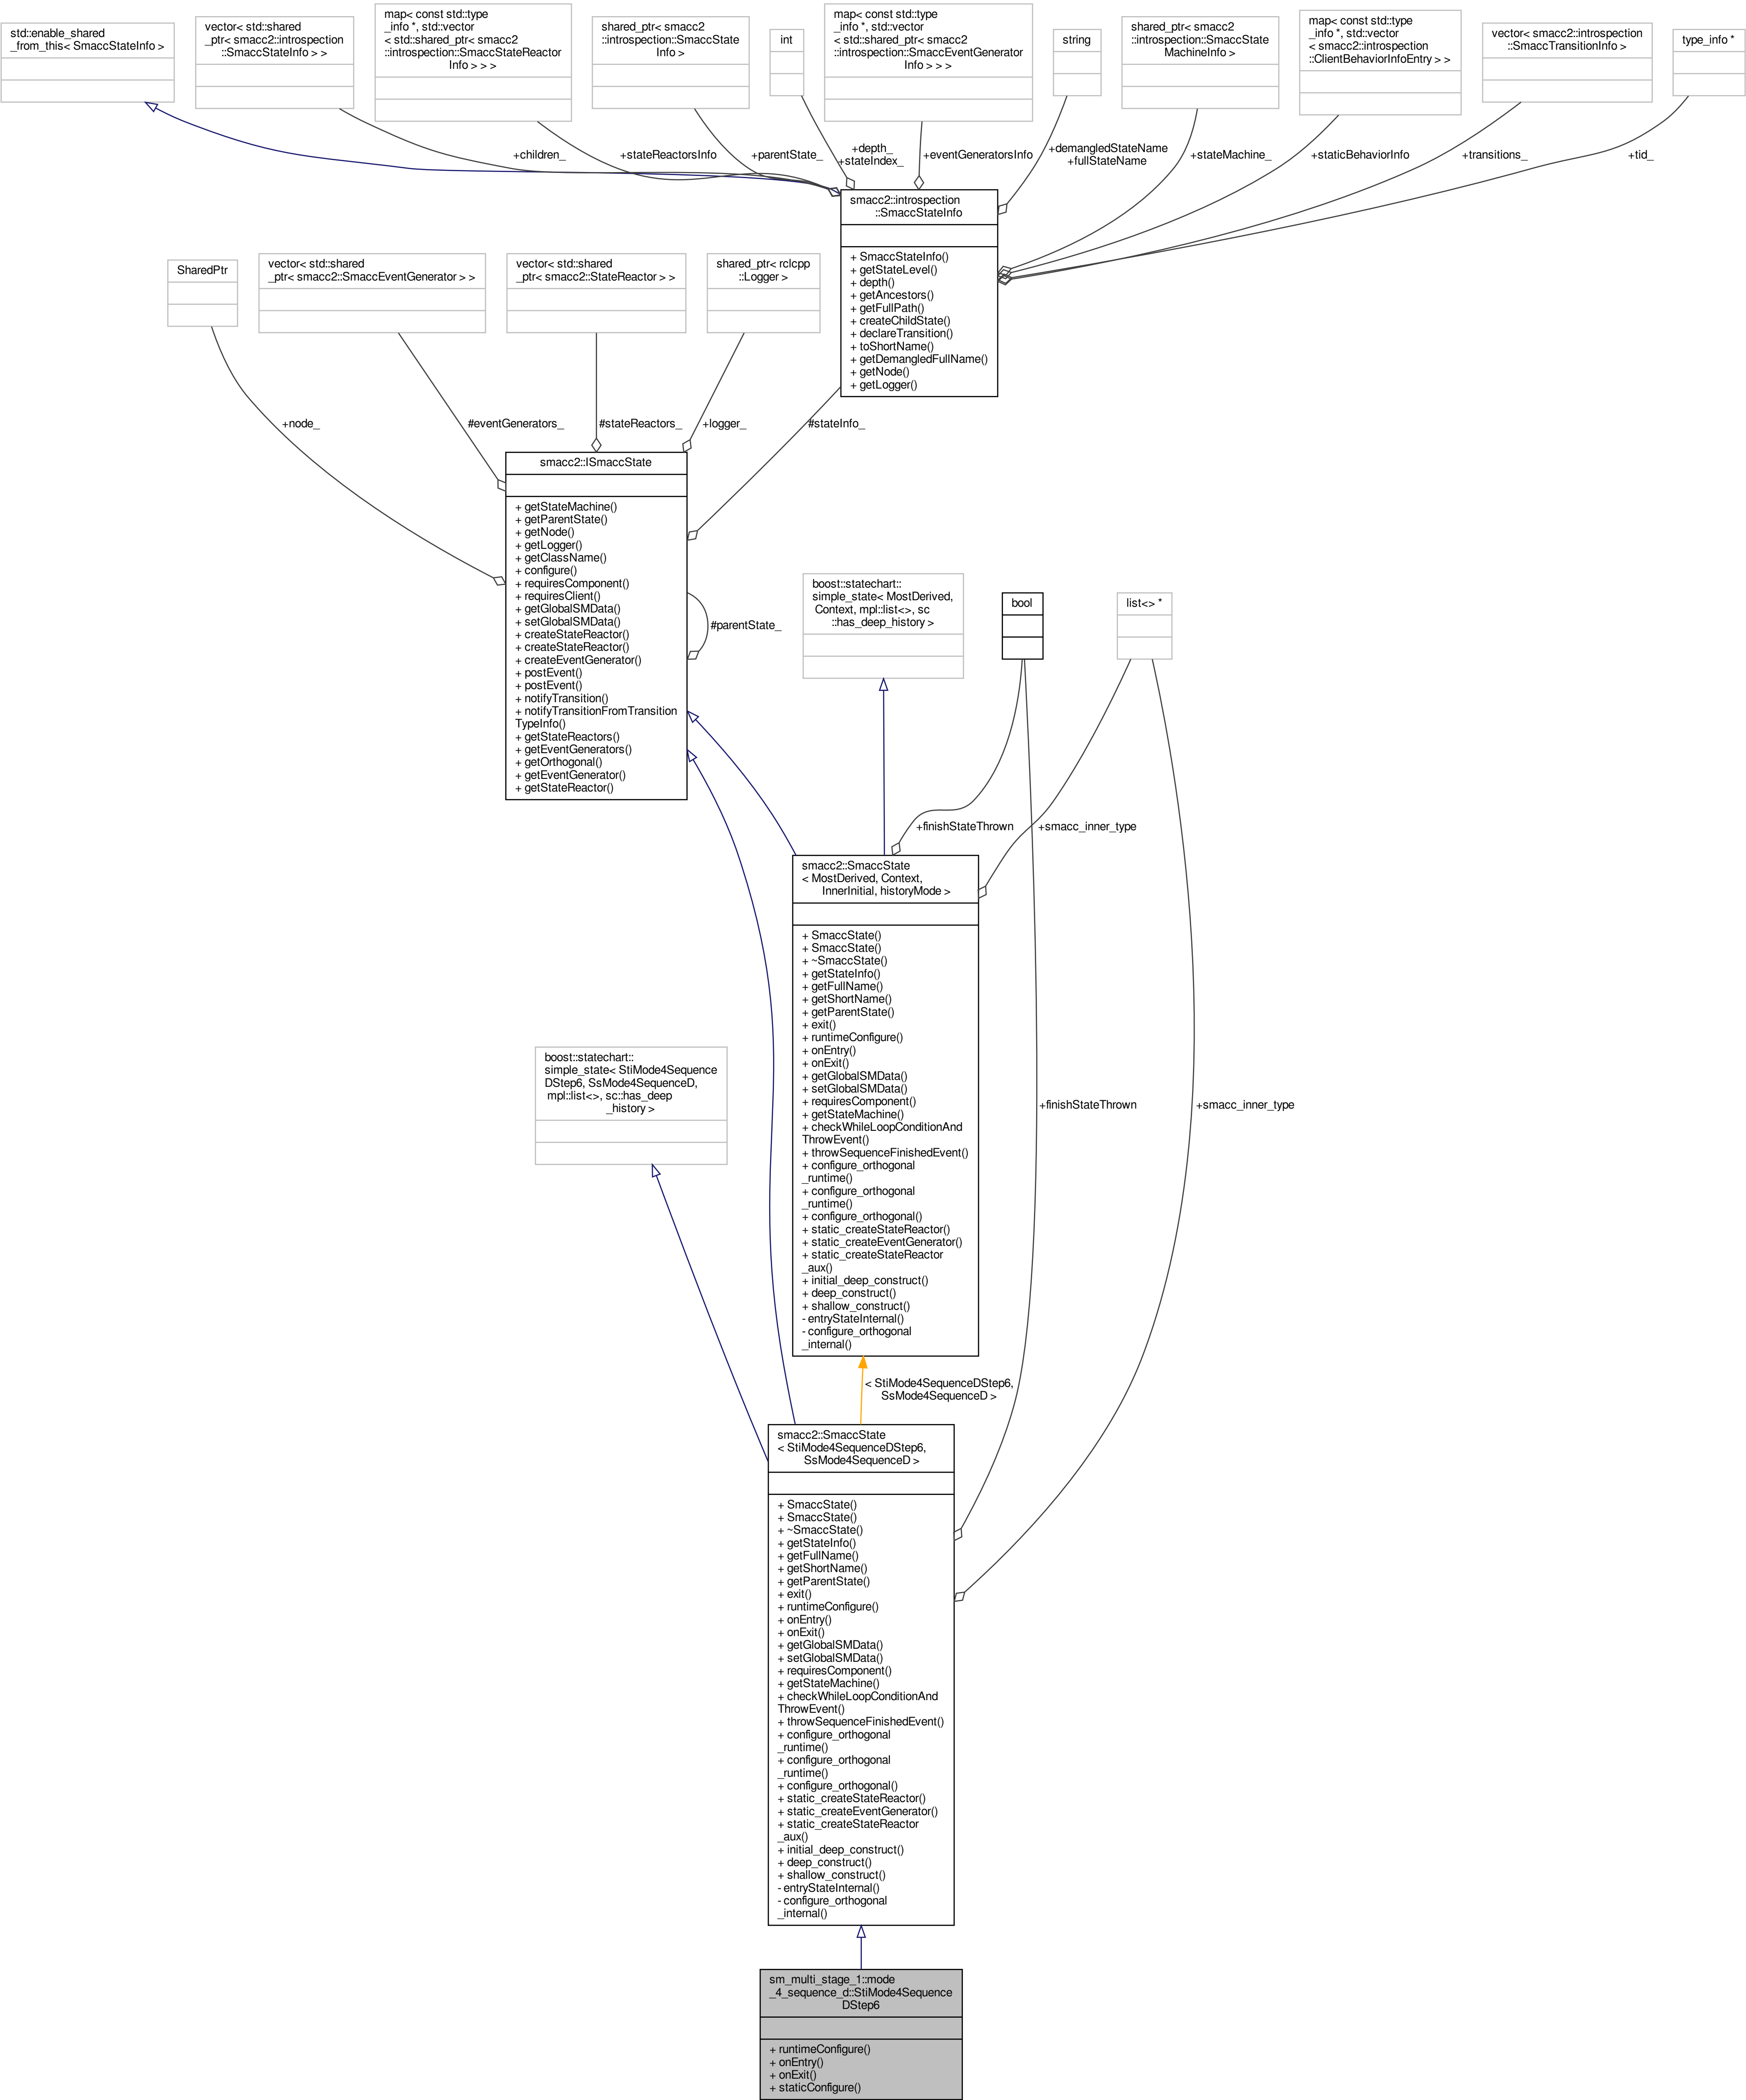 std::enable_shared
_from_this< SmaccStateInfo >
vector< std::shared
_ptr< smacc2::introspection
::SmaccStateInfo > >
map< const std::type
_info *, std::vector
< std::shared_ptr< smacc2
::introspection::SmaccStateReactor
Info > > >
shared_ptr< smacc2
::introspection::SmaccState
Info >
int
map< const std::type
_info *, std::vector
< std::shared_ptr< smacc2
::introspection::SmaccEventGenerator
Info > > >
string
shared_ptr< smacc2
::introspection::SmaccState
MachineInfo >
map< const std::type
_info *, std::vector
< smacc2::introspection
::ClientBehaviorInfoEntry > >
vector< smacc2::introspection
::SmaccTransitionInfo >
type_info *
+children_
+stateReactorsInfo
+parentState_
+depth_
+stateIndex_
+eventGeneratorsInfo
+demangledStateName
+fullStateName
+stateMachine_
+staticBehaviorInfo
+transitions_
+tid_
smacc2::introspection
::SmaccStateInfo
+ SmaccStateInfo()
+ getStateLevel()
+ depth()
+ getAncestors()
+ getFullPath()
+ createChildState()
+ declareTransition()
+ toShortName()
+ getDemangledFullName()
+ getNode()
+ getLogger()
SharedPtr
vector< std::shared
_ptr< smacc2::SmaccEventGenerator > >
vector< std::shared
_ptr< smacc2::StateReactor > >
shared_ptr< rclcpp
::Logger >
+node_
#eventGenerators_
#stateReactors_
+logger_
#stateInfo_
smacc2::ISmaccState
+ getStateMachine()
+ getParentState()
+ getNode()
+ getLogger()
+ getClassName()
+ configure()
+ requiresComponent()
+ requiresClient()
+ getGlobalSMData()
+ setGlobalSMData()
+ createStateReactor()
+ createStateReactor()
+ createEventGenerator()
+ postEvent()
+ postEvent()
+ notifyTransition()
+ notifyTransitionFromTransition
TypeInfo()
+ getStateReactors()
+ getEventGenerators()
+ getOrthogonal()
+ getEventGenerator()
+ getStateReactor()
#parentState_
boost::statechart::
simple_state< MostDerived,
Context, mpl::list<>, sc
::has_deep_history >
bool
list<> *
+finishStateThrown
+smacc_inner_type
smacc2::SmaccState
< MostDerived, Context,
InnerInitial, historyMode >
+ SmaccState()
+ SmaccState()
+ ~SmaccState()
+ getStateInfo()
+ getFullName()
+ getShortName()
+ getParentState()
+ exit()
+ runtimeConfigure()
+ onEntry()
+ onExit()
+ getGlobalSMData()
+ setGlobalSMData()
+ requiresComponent()
+ getStateMachine()
+ checkWhileLoopConditionAnd
ThrowEvent()
+ throwSequenceFinishedEvent()
+ configure_orthogonal
_runtime()
+ configure_orthogonal
_runtime()
+ configure_orthogonal()
+ static_createStateReactor()
+ static_createEventGenerator()
+ static_createStateReactor
_aux()
+ initial_deep_construct()
+ deep_construct()
+ shallow_construct()
- entryStateInternal()
- configure_orthogonal
_internal()
boost::statechart::
simple_state< StiMode4Sequence
DStep6, SsMode4SequenceD,
mpl::list<>, sc::has_deep
_history >
+finishStateThrown
+smacc_inner_type
< StiMode4SequenceDStep6,
SsMode4SequenceD >
smacc2::SmaccState
< StiMode4SequenceDStep6,
SsMode4SequenceD >
+ SmaccState()
+ SmaccState()
+ ~SmaccState()
+ getStateInfo()
+ getFullName()
+ getShortName()
+ getParentState()
+ exit()
+ runtimeConfigure()
+ onEntry()
+ onExit()
+ getGlobalSMData()
+ setGlobalSMData()
+ requiresComponent()
+ getStateMachine()
+ checkWhileLoopConditionAnd
ThrowEvent()
+ throwSequenceFinishedEvent()
+ configure_orthogonal
_runtime()
+ configure_orthogonal
_runtime()
+ configure_orthogonal()
+ static_createStateReactor()
+ static_createEventGenerator()
+ static_createStateReactor
_aux()
+ initial_deep_construct()
+ deep_construct()
+ shallow_construct()
- entryStateInternal()
- configure_orthogonal
_internal()
sm_multi_stage_1::mode
_4_sequence_d::StiMode4Sequence
DStep6
+ runtimeConfigure()
+ onEntry()
+ onExit()
+ staticConfigure()